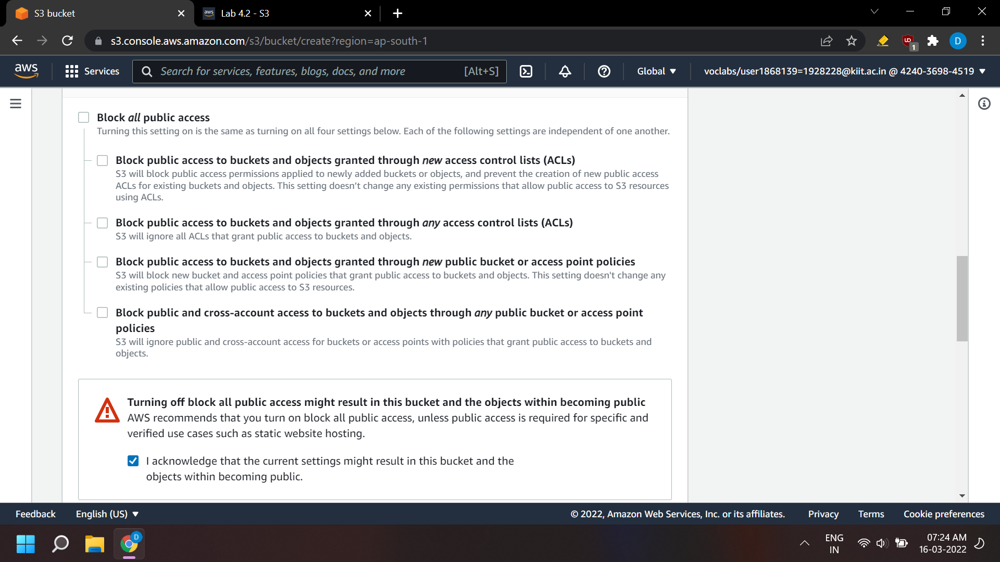 S3 bucket
aws
Lab 4.2 - S3
s3.console.aws.amazon.com/s3/bucket/create?region=ap-south-1
1
D
aws
Services
Search for services, features, blogs, docs, and more
[Alt+S]
Global
voclabs/user1868139=1928228@kiit.ac.in @ 4240-3698-4519
Block all public access
Turning this setting on is the same as turning on all four settings below. Each of the following settings are independent of one another.
Block public access to buckets and objects granted through new access control lists (ACLs)
S3 will block public access permissions applied to newly added buckets or objects, and prevent the creation of new public access
ACLs for existing buckets and objects. This setting doesn’t change any existing permissions that allow public access to S3 resources
using ACLs.
Block public access to buckets and objects granted through any access control lists (ACLs)
S3 will ignore all ACLs that grant public access to buckets and objects.
Block public access to buckets and objects granted through new public bucket or access point policies
S3 will block new bucket and access point policies that grant public access to buckets and objects. This setting doesn't change any
existing policies that allow public access to S3 resources.
Block public and cross-account access to buckets and objects through any public bucket or access point
policies
S3 will ignore public and cross-account access for buckets or access points with policies that grant public access to buckets and
objects.
Turning off block all public access might result in this bucket and the objects within becoming public
AWS recommends that you turn on block all public access, unless public access is required for specific and
verified use cases such as static website hosting.
I acknowledge that the current settings might result in this bucket and the
objects within becoming public.
Feedback
English (US)
© 2022, Amazon Web Services, Inc. or its affiliates.
Privacy
Terms
Cookie preferences
D
ENG
IN
07:24 AM
16-03-2022